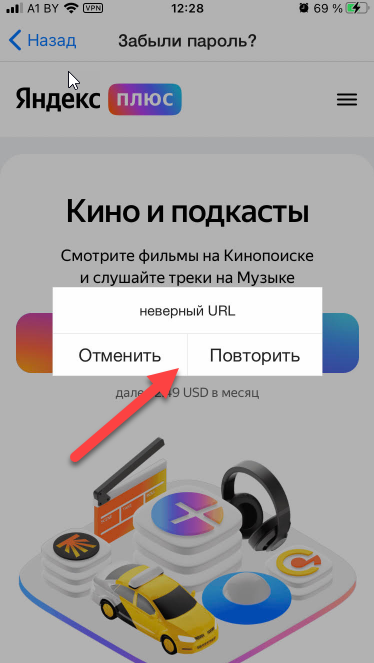 A1 BY VPN 12:28 69 %
Назад Забыли пароль?
Яндекс плюс
Кино и подкасты
Смотрите фильмы на Кинопоиске
и слушайте треки на Музыке
неверный URL
Отменить Повторить
USD в месяц